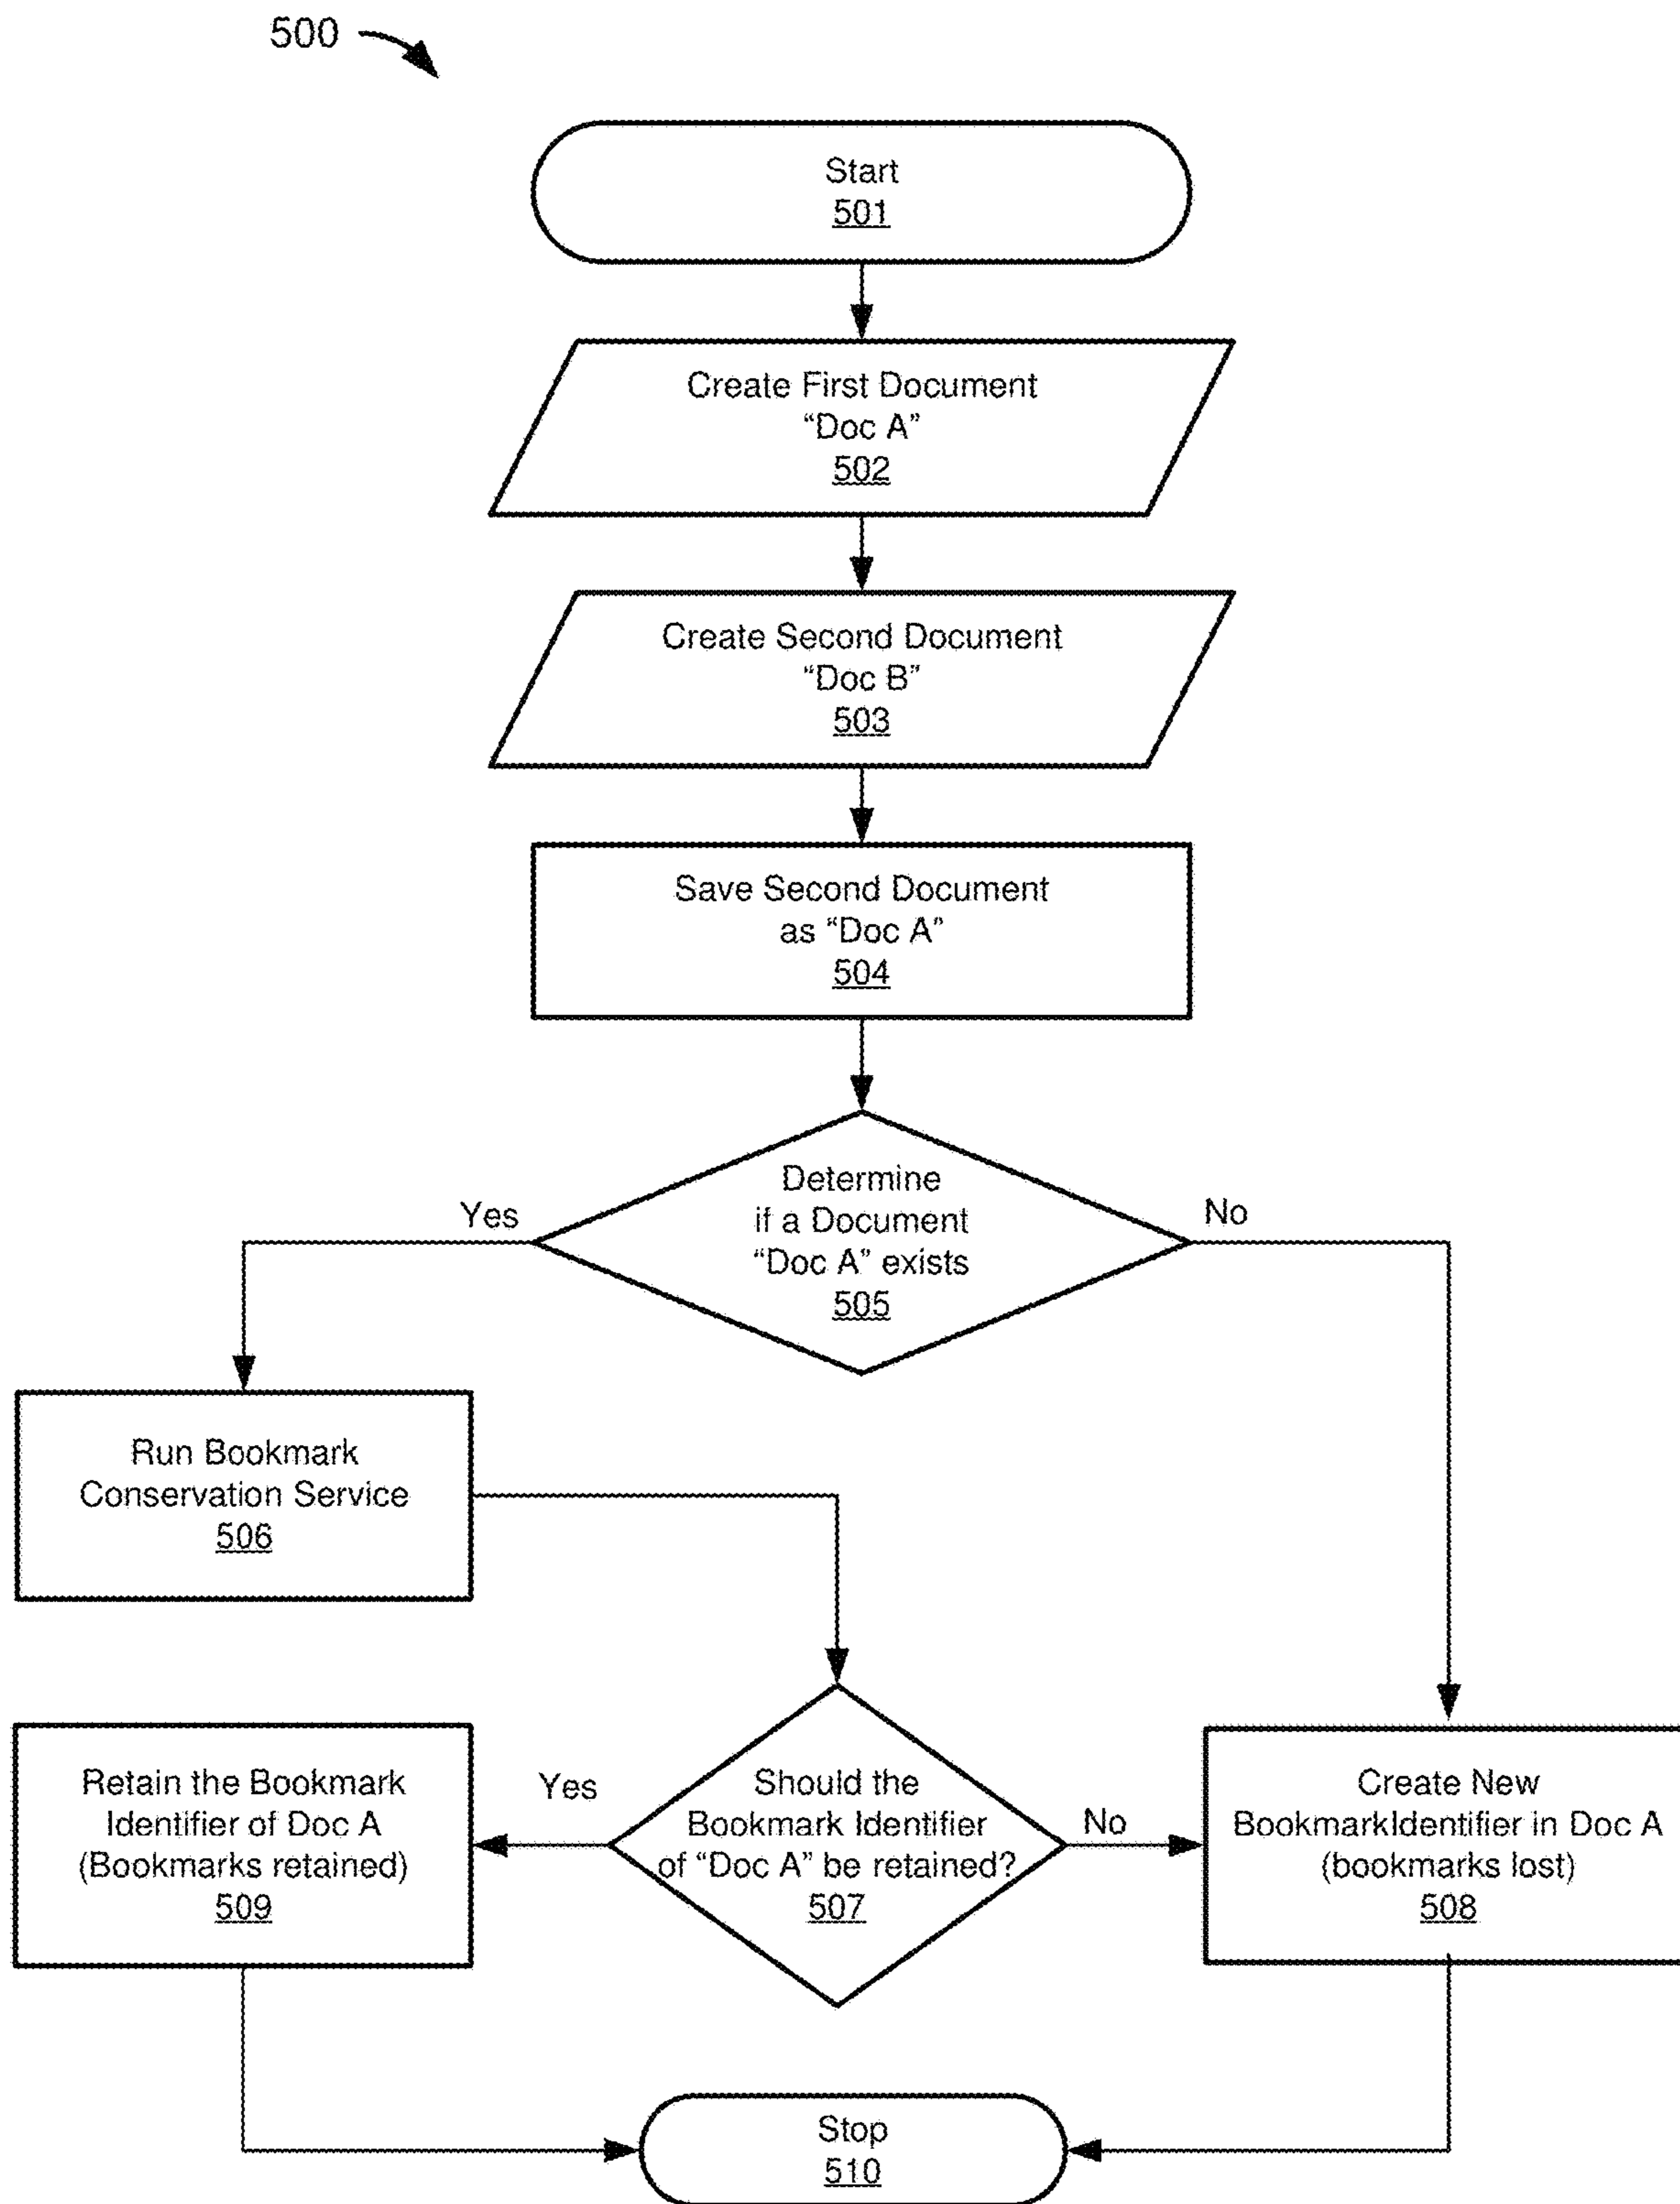 500
Start
501
Create First Document
“Doc A”
502
Create Second Document
“Doc B”
503
Save Second Document
as “Doc A”
504
Determine
if a Document
“Doc A” exists
505
Yes
No
Run Bookmark
Conservation Service
506
Retain the Bookmark
Identifier of Doc A
(Bookmarks retained)
509
Yes
Should the
Bookmark Identifier
of “Doc A” be retained?
507
No
Create New
BookmarkIdentifier in Doc A
(bookmarks lost)
508
Stop
510